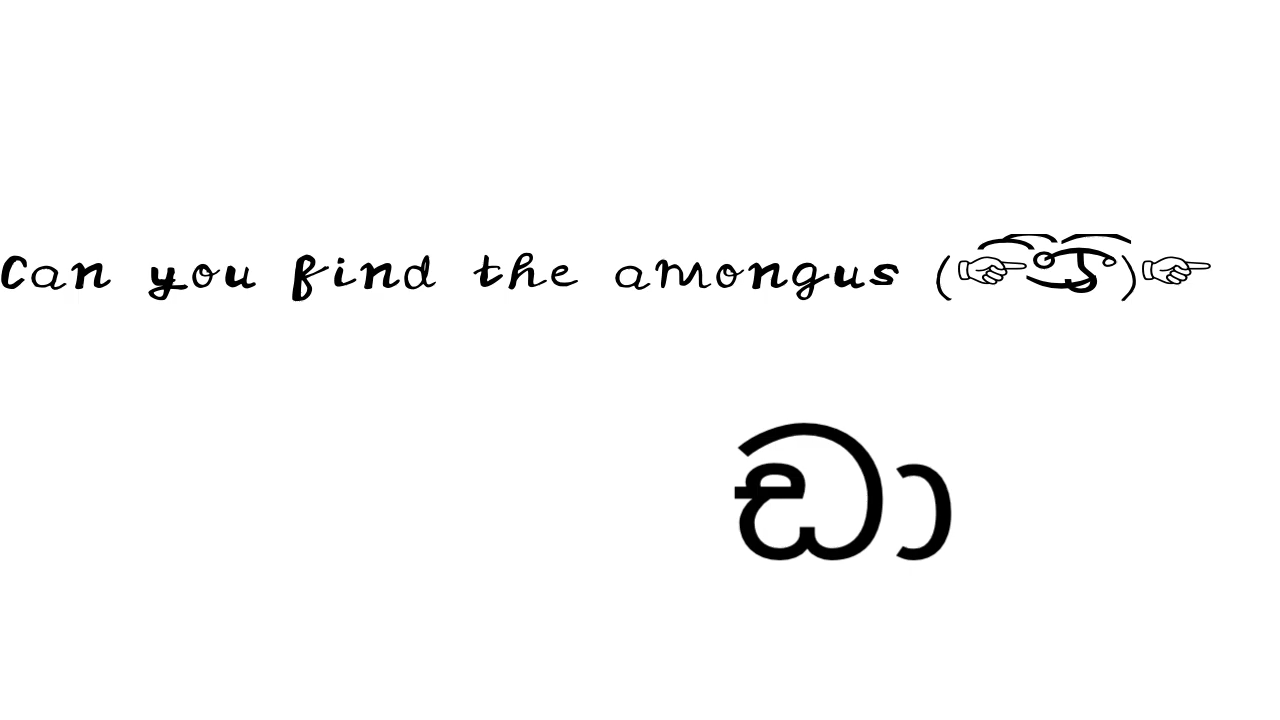 Can you find the amongus (☞ ͡° ͜ʖ ͡°)☞
ඞා